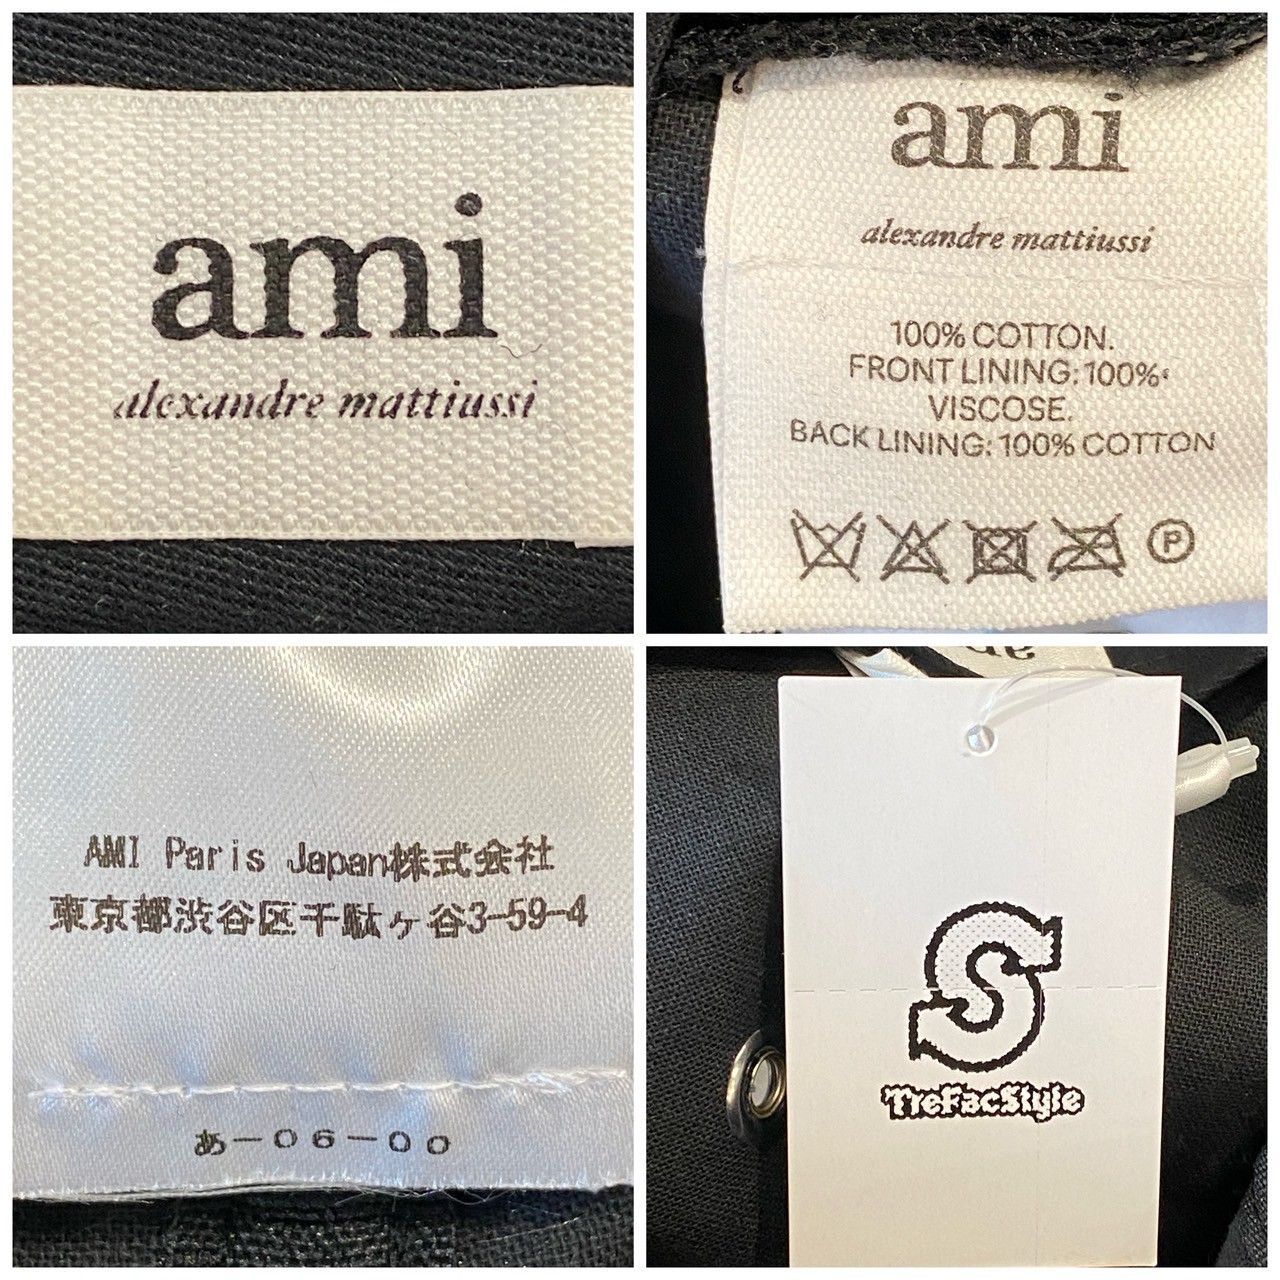 ami
alexandre mattiussi
ami
alexandre mattiussi
100% COTTON.
FRONT LINING: 100%
VISCOSE.
BACK LINING: 100% COTTON
P
AMI Paris Japan株式会社
東京都渋谷区千駄ヶ谷3-59-4
あ-06-00
S
TreFacStyle